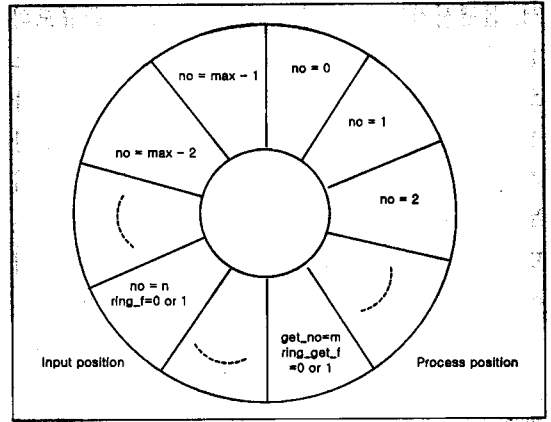 no = max - 1
no = 0
no = 1
no = max - 2
no = 2
no = n
ring_f=0 or 1
get_no=m
ring_get_f
=0 or 1
Input position
Process position